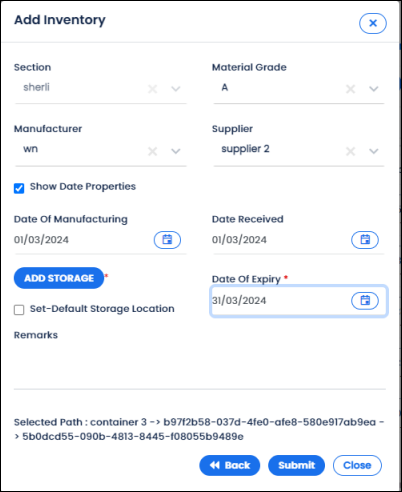 Add Inventory
Section
Material Grade
sherli
A
Manufacturer
Supplier
wn
supplier 2
Show Date Properties
Date Of Manufacturing
Date Received
01/03/2024
01/03/2024
ADD STORAGE*
Date Of Expiry *
31/03/2024
Set-Default Storage Location
Remarks
Selected Path : container 3 -> b97f2b58-037d-4fe0-afe8-580e917ab9ea -
> 5b0dcd55-090b-4813-8445-f08055b9489e
Back
Submit
Close